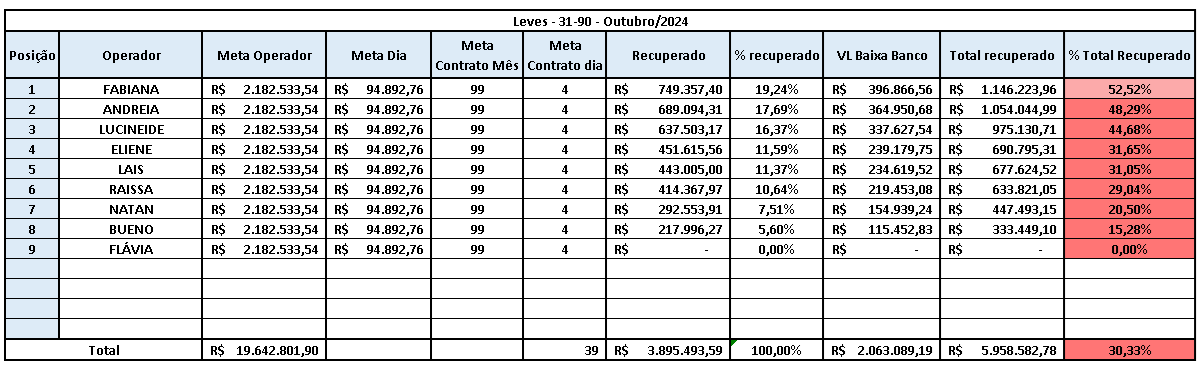 Leves - 31-90 - Outubro/2024
Posição Operador Meta Operador Meta Dia Meta Contrato Mês Meta Contrato dia Recuperado % recuperado VL Baixa Banco Total recuperado % Total Recuperado
1 FABIANA R$ 2.182.533,54 R$ 94.892,76 99 4 R$ 749.357,40 19,24% R$ 396.866,56 R$ 1.146.223,96 52,52%
2 ANDREIA R$ 2.182.533,54 R$ 94.892,76 99 4 R$ 689.094,31 17,69% R$ 364.950,68 R$ 1.054.044,99 48,29%
3 LUCINEIDE R$ 2.182.533,54 R$ 94.892,76 99 4 R$ 637.503,17 16,37% R$ 337.627,54 R$ 975.130,71 44,68%
4 ELIENE R$ 2.182.533,54 R$ 94.892,76 99 4 R$ 451.615,56 11,59% R$ 239.179,75 R$ 690.795,31 31,65%
5 LAIS R$ 2.182.533,54 R$ 94.892,76 99 4 R$ 443.005,00 11,37% R$ 234.619,52 R$ 677.624,52 31,05%
6 RAISSA R$ 2.182.533,54 R$ 94.892,76 99 4 R$ 414.367,97 10,64% R$ 219.453,08 R$ 633.821,05 29,04%
7 NATAN R$ 2.182.533,54 R$ 94.892,76 99 4 R$ 292.553,91 7,51% R$ 154.939,24 R$ 447.493,15 20,50%
8 BUENO R$ 2.182.533,54 R$ 94.892,76 99 4 R$ 217.996,27 5,60% R$ 115.452,83 R$ 333.449,10 15,28%
9 FLÁVIA R$ 2.182.533,54 R$ 94.892,76 99 4 R$ - 0,00% R$ - R$ - 0,00%
Total R$ 19.642.801,90 39 R$ 3.895.493,59 100,00% R$ 2.063.089,19 R$ 5.958.582,78 30,33%